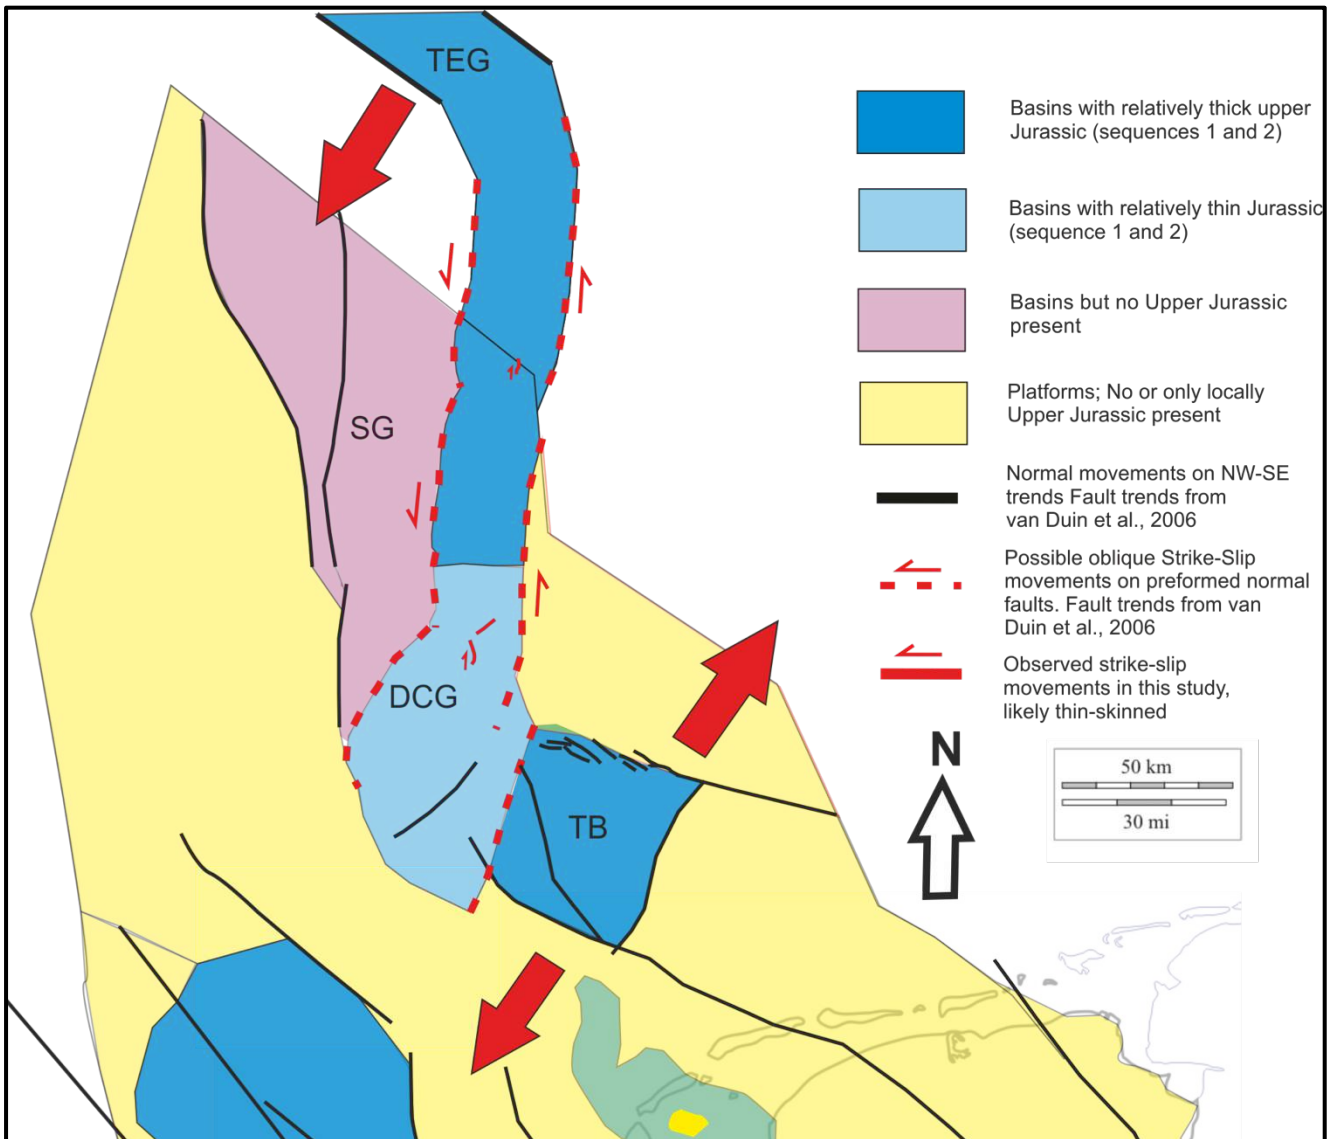 TEG
SG
DCG
TB
Basins with relatively thick upper
Jurassic (sequences 1 and 2)
Basins with relatively thin Jurassic
(sequence 1 and 2)
Basins but no Upper Jurassic
present
Platforms; No or only locally
Upper Jurassic present
Normal movements on NW-SE
trends Fault trends from
van Duin et al., 2006
Possible oblique Strike-Slip
movements on preformed normal
faults. Fault trends from van
Duin et al., 2006
Observed strike-slip
movements in this study,
likely thin-skinned
N
50 km
30 mi